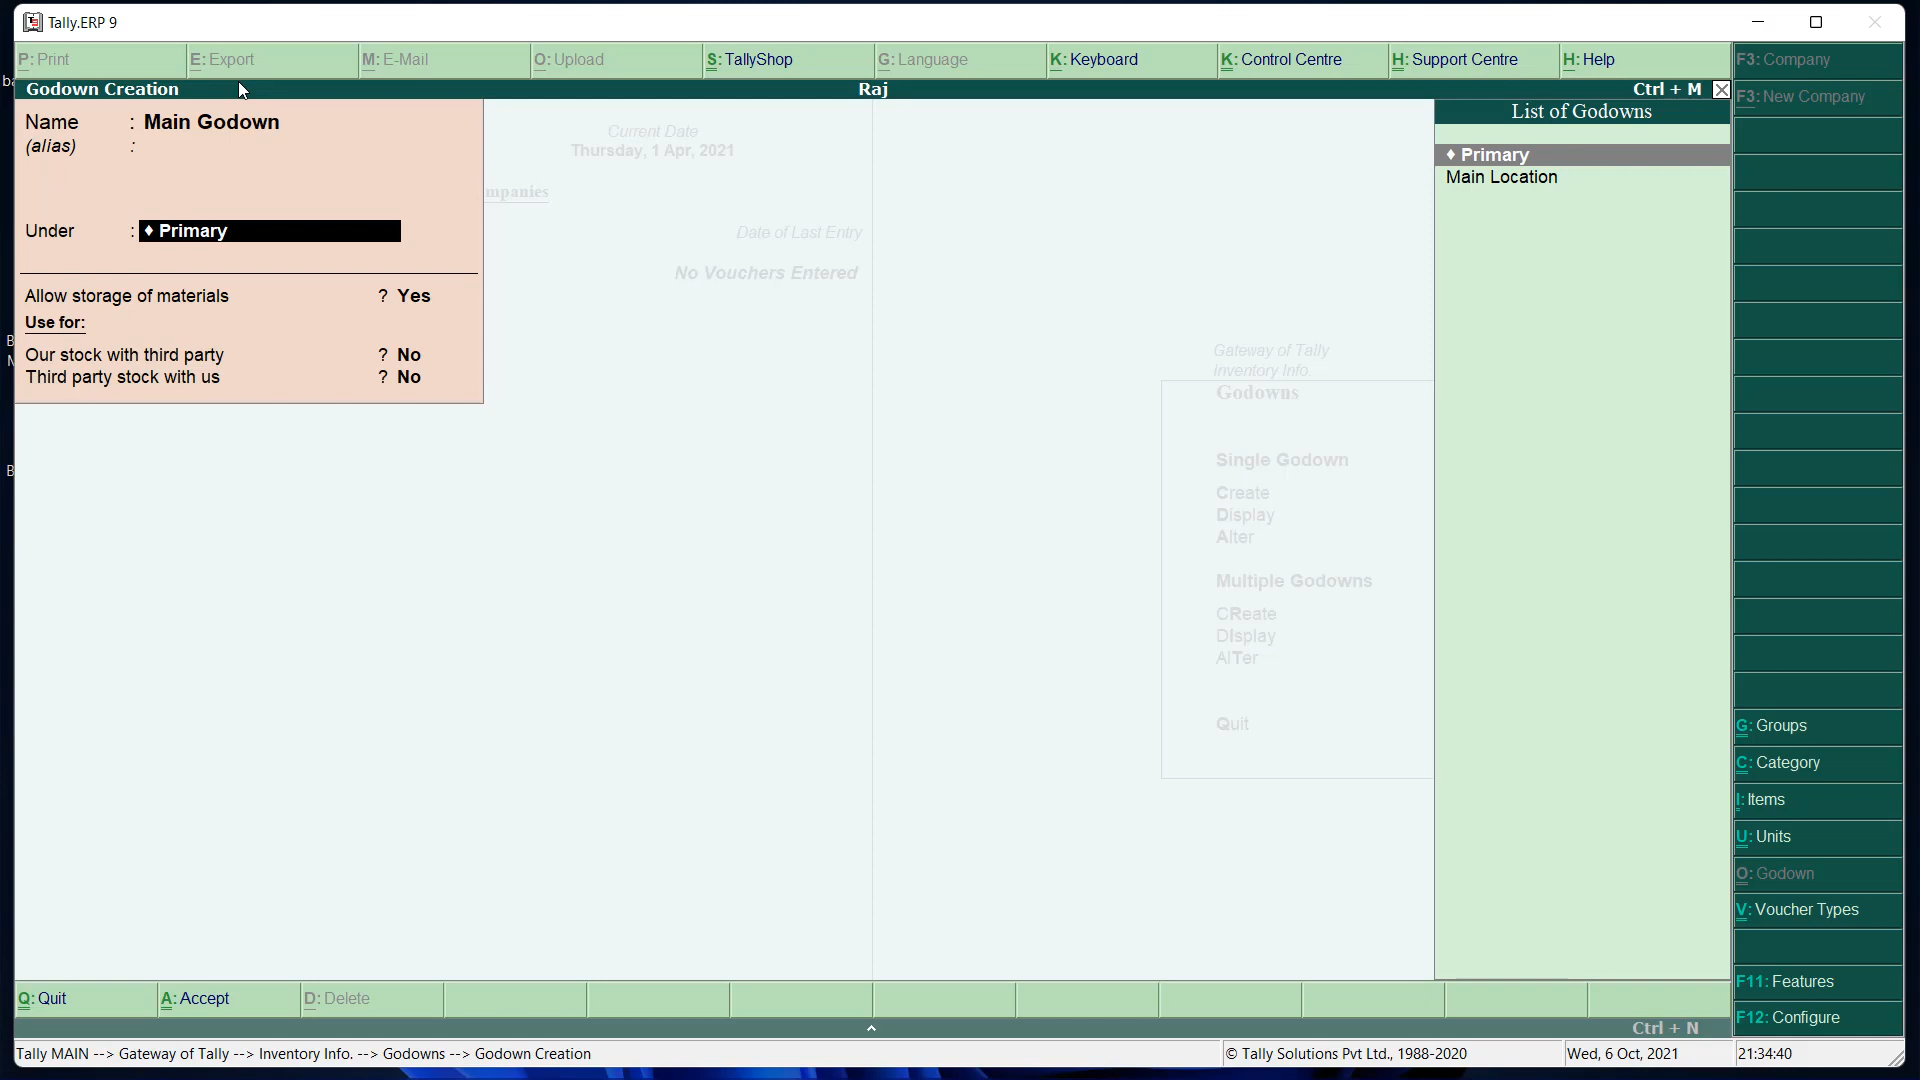 Tally.ERP 9
P: Print
E: Export
M: E-Mail
O: Upload
S: TallyShop
G: Language
K: Keyboard
K: Control Centre
H: Support Centre
H: Help
F3: Company
F3: New Company
Godown Creation
Raj
Ctrl + M
Name : Main Godown
(alias) :
Under : ♦ Primary
Allow storage of materials ? Yes
Use for:
Our stock with third party ? No
Third party stock with us ? No
Current Date
Thursday, 1 Apr, 2021
mpanies
Date of Last Entry
No Vouchers Entered
Gateway of Tally
Inventory Info.
Godowns
Single Godown
Create
Display
Alter
Multiple Godowns
CReate
DIsplay
AlTer
Quit
List of Godowns
♦ Primary
Main Location
G: Groups
C: Category
I: Items
U: Units
O: Godown
V: Voucher Types
F11: Features
F12: Configure
Q: Quit
A: Accept
D: Delete
Ctrl + N
Tally MAIN --> Gateway of Tally --> Inventory Info. --> Godowns --> Godown Creation
© Tally Solutions Pvt Ltd., 1988-2020
Wed, 6 Oct, 2021
21:34:40